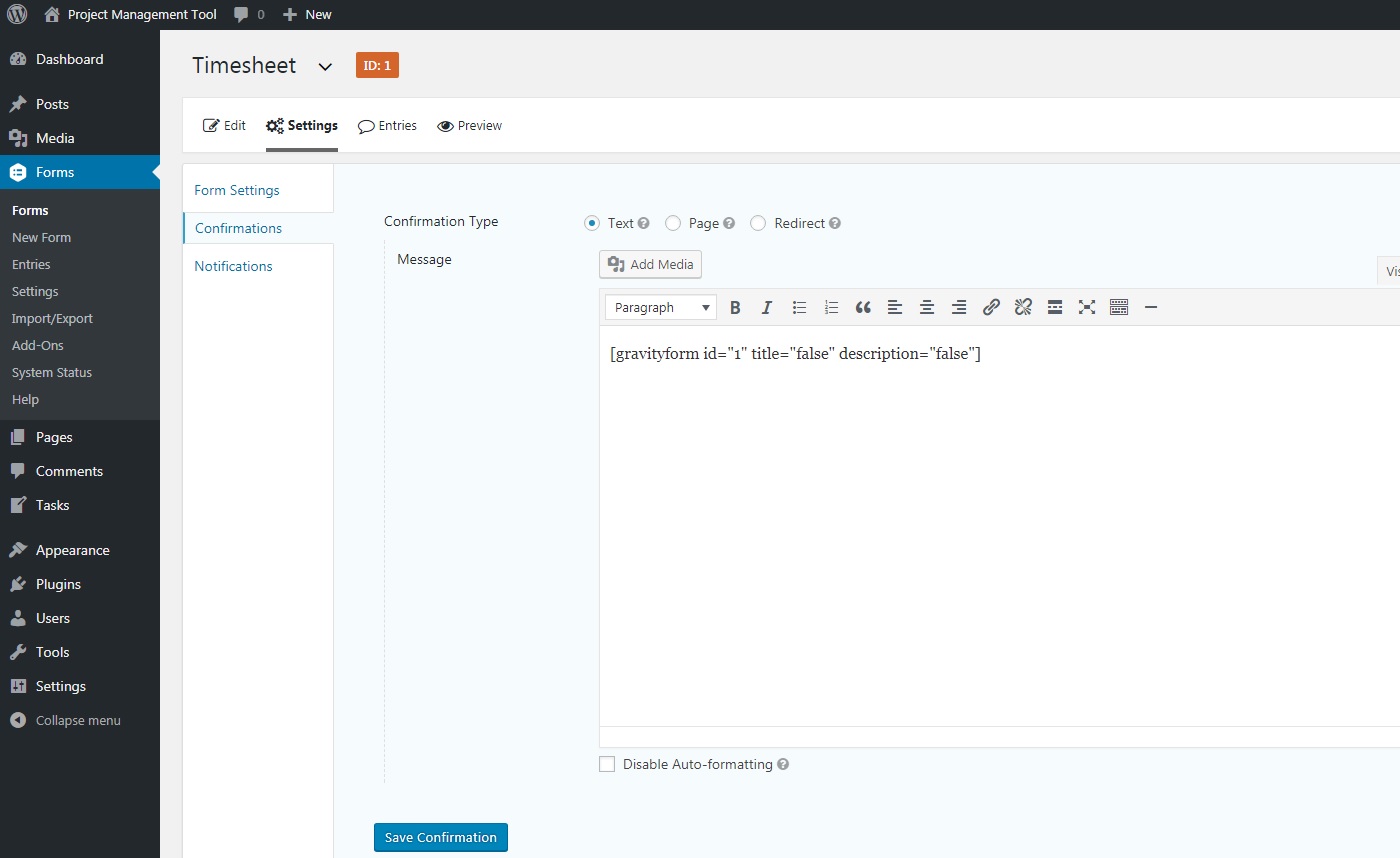 Project Management Tool 0 New
Dashboard
Posts
Media
Forms
Forms
New Form
Entries
Settings
Import/Export
Add-Ons
System Status
Help
Pages
Comments
Tasks
Appearance
Plugins
Users
Tools
Settings
Collapse menu
Timesheet ID: 1
Edit Settings Entries Preview
Form Settings
Confirmations
Notifications
Confirmation Type Text Page Redirect
Message Add Media
Vis
Paragraph
[gravityform id="1" title="false" description="false"]
Disable Auto-formatting
Save Confirmation